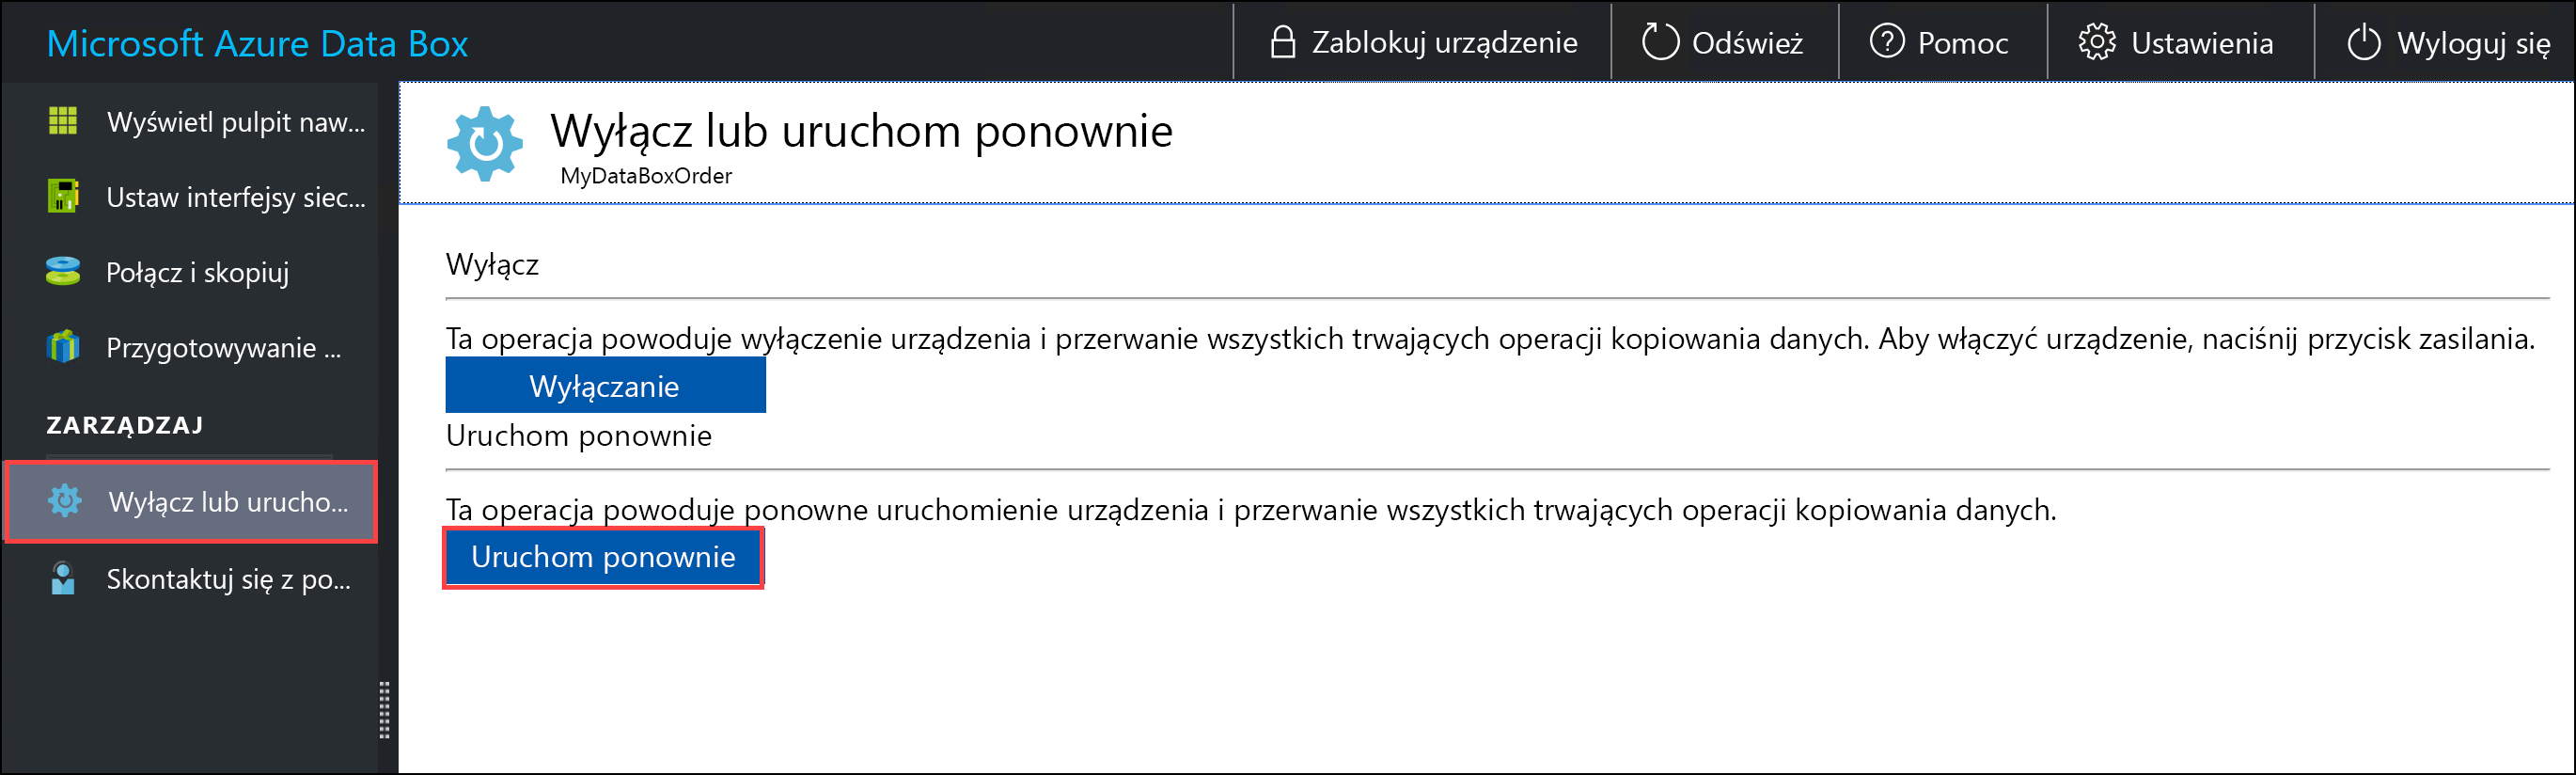 Microsoft Azure Data Box
Zablokuj urządzenie
Odśwież
Pomoc
Ustawienia
Wyloguj się
Wyświetl pulpit naw...
Ustaw interfejsy siec...
Połącz i skopiuj
Przygotowywanie ...
ZARZĄDZAJ
Wyłącz lub urucho...
Skontaktuj się z po...
Wyłącz lub uruchom ponownie
MyDataBoxOrder
Wyłącz
Ta operacja powoduje wyłączenie urządzenia i przerwanie wszystkich trwających operacji kopiowania danych. Aby włączyć urządzenie, naciśnij przycisk zasilania.
Wyłączanie
Uruchom ponownie
Ta operacja powoduje ponowne uruchomienie urządzenia i przerwanie wszystkich trwających operacji kopiowania danych.
Uruchom ponownie